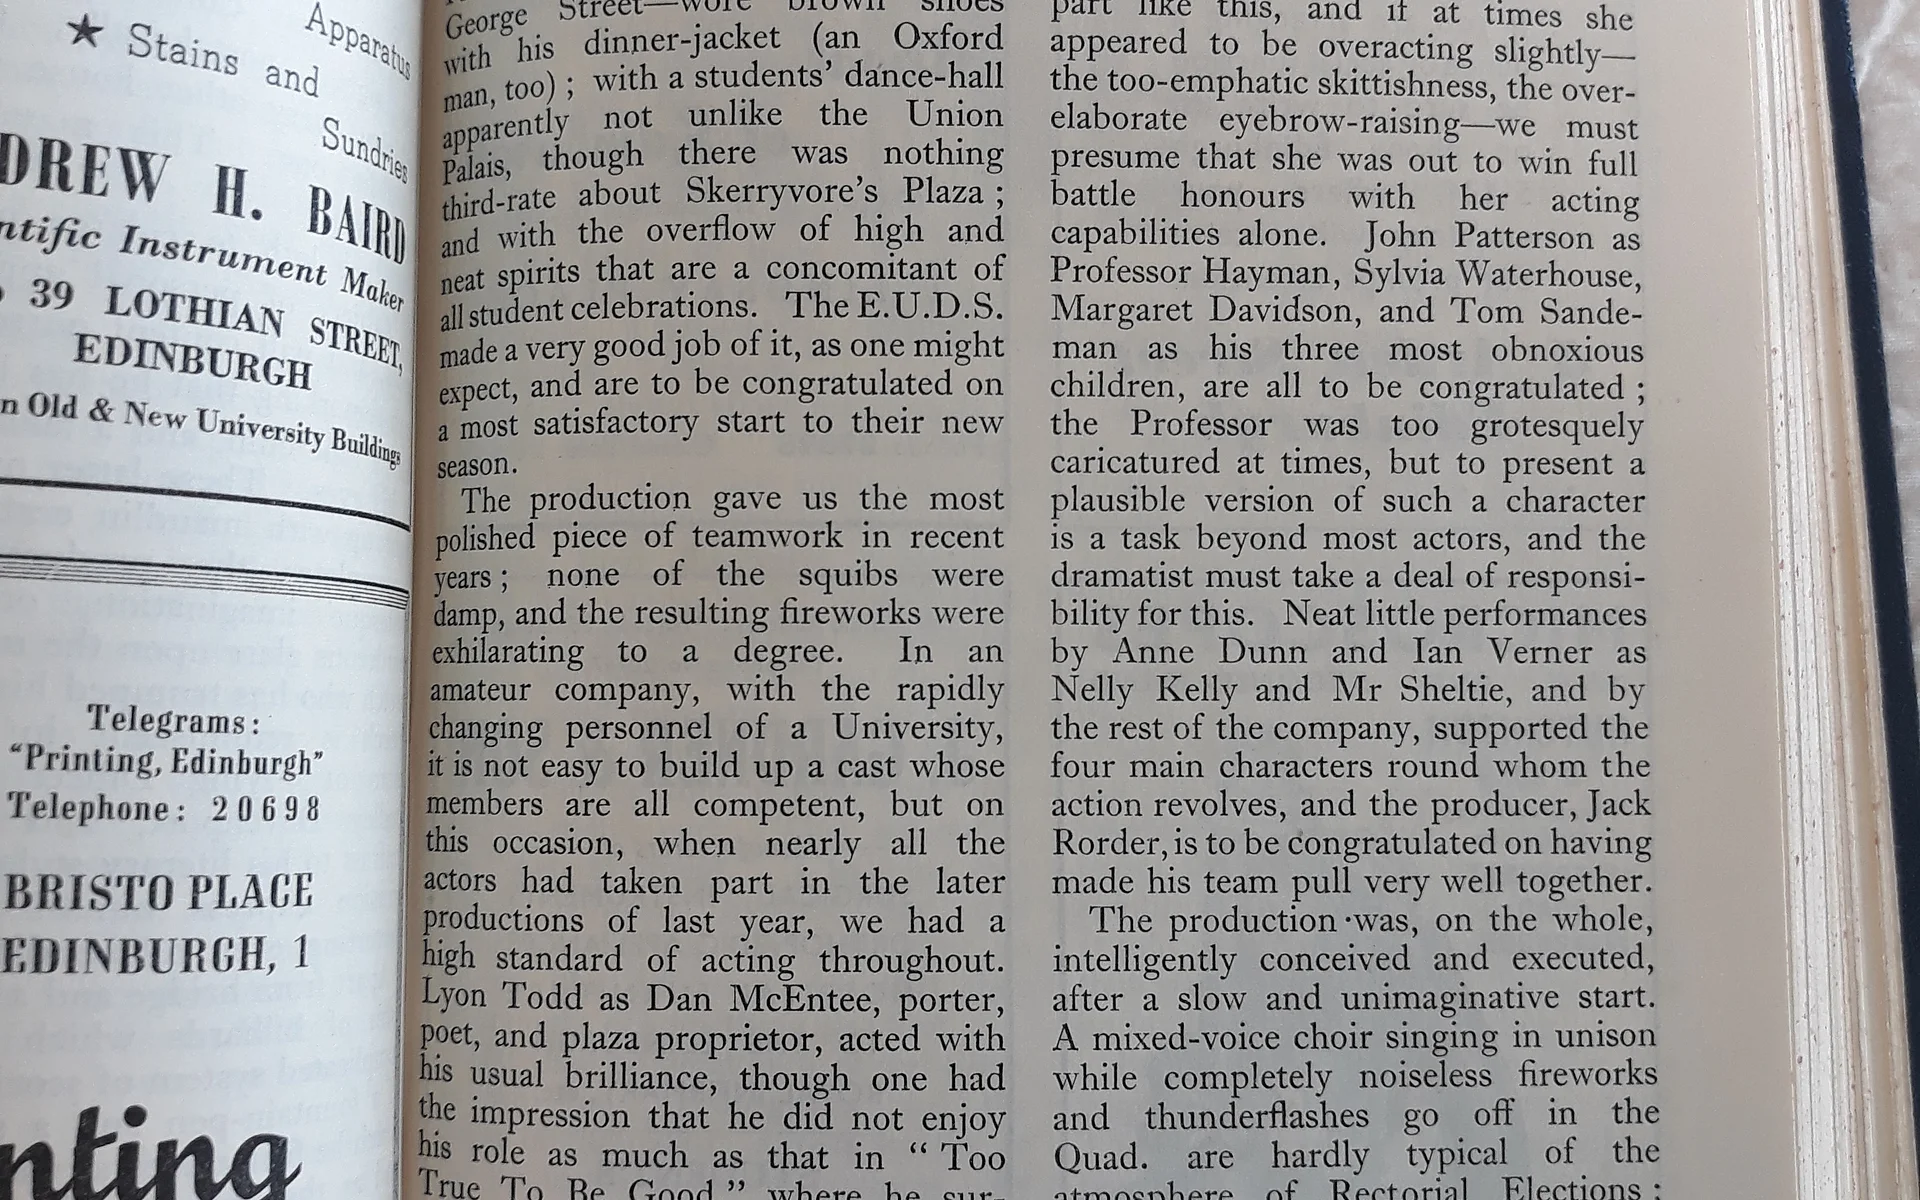 Apparatus
★ Stains and
Sundries
DREW H. BAIRD
ntific Instrument Maker
39 LOTHIAN STREET,
EDINBURGH
n Old & New University Buildings
Telegrams:
“Printing, Edinburgh”
Telephone: 20698
BRISTO PLACE
EDINBURGH, 1
nting
George Street—wore brown shoes
with his dinner-jacket (an Oxford
man, too) ; with a students’ dance-hall
apparently not unlike the Union
Palais, though there was nothing
third-rate about Skerryvore’s Plaza ;
and with the overflow of high and
neat spirits that are a concomitant of
all student celebrations. The E.U.D.S.
made a very good job of it, as one might
expect, and are to be congratulated on
a most satisfactory start to their new
season.
The production gave us the most
polished piece of teamwork in recent
years ; none of the squibs were
damp, and the resulting fireworks were
exhilarating to a degree. In an
amateur company, with the rapidly
changing personnel of a University,
it is not easy to build up a cast whose
members are all competent, but on
this occasion, when nearly all the
actors had taken part in the later
productions of last year, we had a
high standard of acting throughout.
Lyon Todd as Dan McEntee, porter,
poet, and plaza proprietor, acted with
his usual brilliance, though one had
the impression that he did not enjoy
his role as much as that in “ Too
True To Be Good ” where he sur-
part like this, and if at times she
appeared to be overacting slightly—
the too-emphatic skittishness, the over-
elaborate eyebrow-raising—we must
presume that she was out to win full
battle honours with her acting
capabilities alone. John Patterson as
Professor Hayman, Sylvia Waterhouse,
Margaret Davidson, and Tom Sande-
man as his three most obnoxious
children, are all to be congratulated ;
the Professor was too grotesquely
caricatured at times, but to present a
plausible version of such a character
is a task beyond most actors, and the
dramatist must take a deal of responsi-
bility for this. Neat little performances
by Anne Dunn and Ian Verner as
Nelly Kelly and Mr Sheltie, and by
the rest of the company, supported the
four main characters round whom the
action revolves, and the producer, Jack
Rorder, is to be congratulated on having
made his team pull very well together.
The production was, on the whole,
intelligently conceived and executed,
after a slow and unimaginative start.
A mixed-voice choir singing in unison
while completely noiseless fireworks
and thunderflashes go off in the
Quad. are hardly typical of the
atmosphere of Rectorial Elections ;